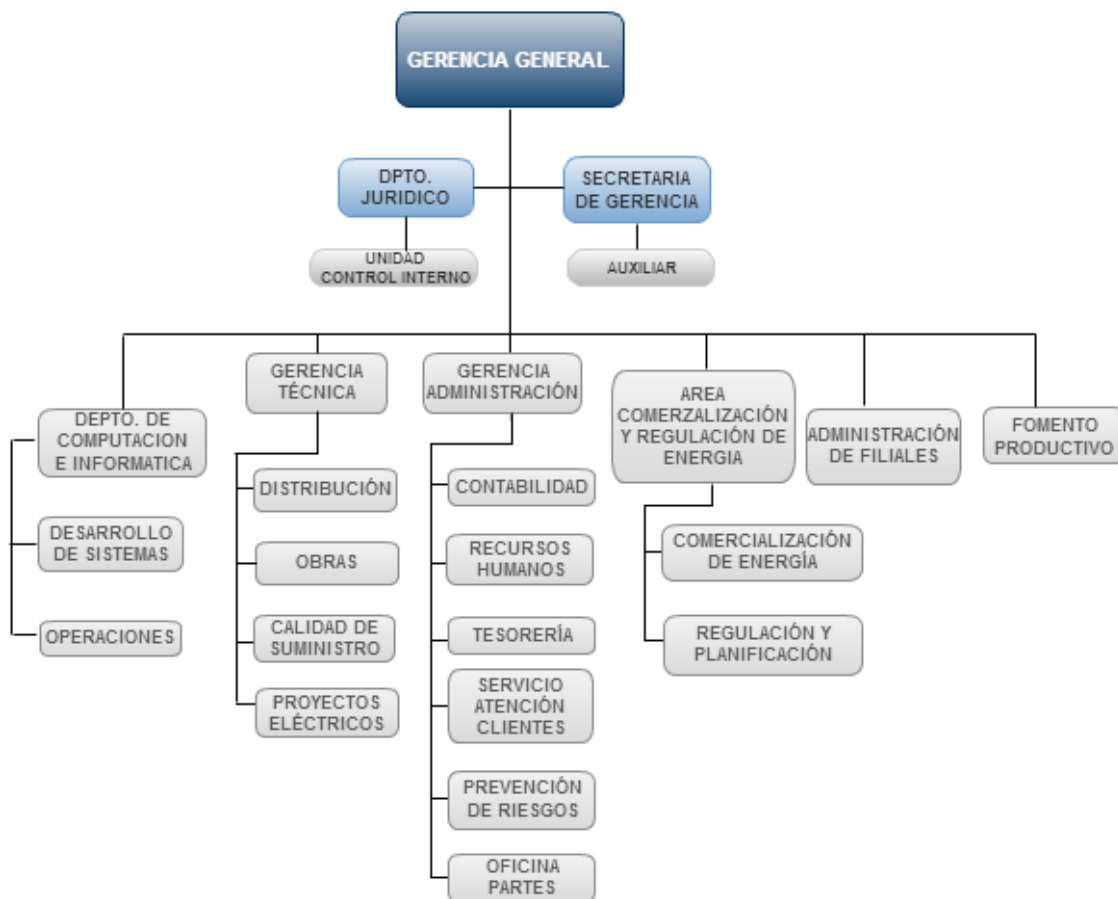 GERENCIA GENERAL
DPTO.
JURIDICO
SECRETARIA
DE GERENCIA
UNIDAD
CONTROL INTERNO
AUXILIAR
DEPTO. DE
COMPUTACION
E INFORMATICA
DESARROLLO
DE SISTEMAS
OPERACIONES
GERENCIA
TÉCNICA
DISTRIBUCIÓN
OBRAS
CALIDAD DE
SUMINISTRO
PROYECTOS
ELÉCTRICOS
GERENCIA
ADMINISTRACIÓN
CONTABILIDAD
RECURSOS
HUMANOS
TESORERÍA
SERVICIO
ATENCIÓN
CLIENTES
PREVENCIÓN
DE RIESGOS
OFICINA
PARTES
AREA
COMERZALIZACIÓN
Y REGULACIÓN DE
ENERGIA
COMERCIALIZACIÓN
DE ENERGÍA
REGULACIÓN Y
PLANIFICACIÓN
ADMINISTRACIÓN
DE FILIALES
FOMENTO
PRODUCTIVO